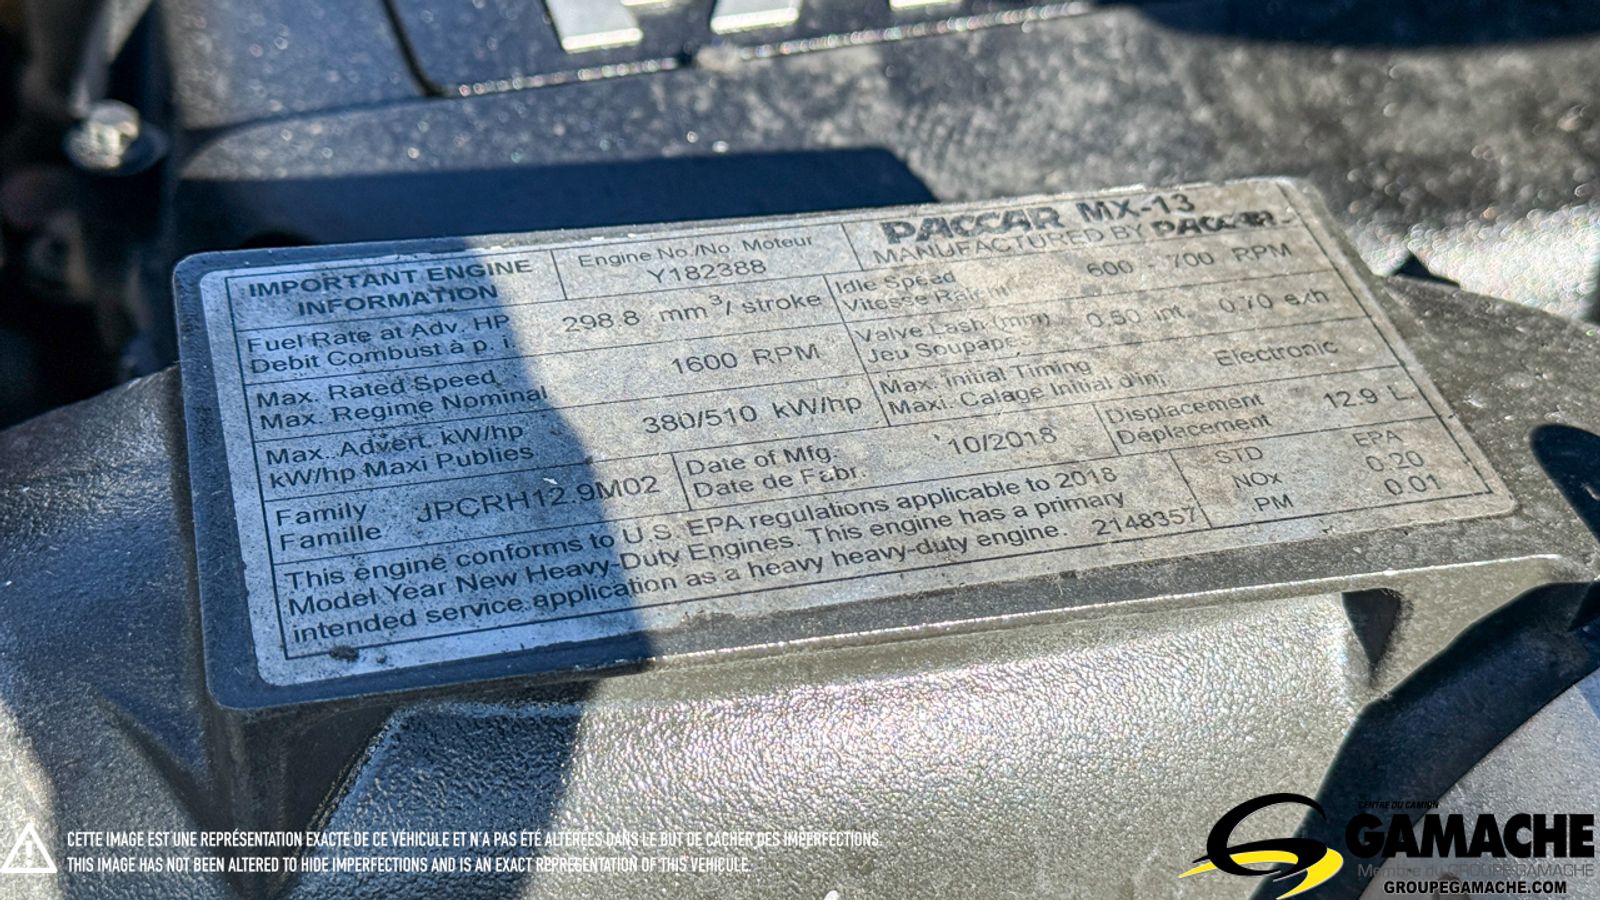 IMPORTANT ENGINE
INFORMATION
Engine No./No. Moteur
Y182388
PACCAR MX-13
MANUFACTURED BY PACCAR
Fuel Rate at Adv. HP
Debit Combust à p. i.
298.8 mm³/ stroke
Idle Speed
Vitesse Ralenti
600 - 700 RPM
Max. Rated Speed
Max. Regime Nominal
1600 RPM
Valve Lash (mm)
Jeu Soupape
0.50 int. 0.70 exh
Max. Advert. kW/hp
kW/hp Maxi Publies
380/510 kW/hp
Max. Initial Timing
Maxi. Calage Initial d'inj.
Electronic
Family
Famille
JPCRH12.9M02
Date of Mfg.
Date de Fabr.
10/2018
Displacement
Deplacement
12.9 L
This engine conforms to U.S. EPA regulations applicable to 2018
Model Year New Heavy-Duty Engines. This engine has a primary
intended service application as a heavy heavy-duty engine. 2148357
STD EPA
NOx 0.20
PM 0.01
CETTE IMAGE EST UNE REPRÉSENTATION EXACTE DE CE VÉHICULE ET N'A PAS ÉTÉ ALTÉRÉES DANS LE BUT DE CACHER DES IMPERFECTIONS.
THIS IMAGE HAS NOT BEEN ALTERED TO HIDE IMPERFECTIONS AND IS AN EXACT REPRESENTATION OF THIS VEHICULE.
CENTRE DU CAMION
GAMACHE
Membre du GROUPE GAMACHE
GROUPEGAMACHE.COM